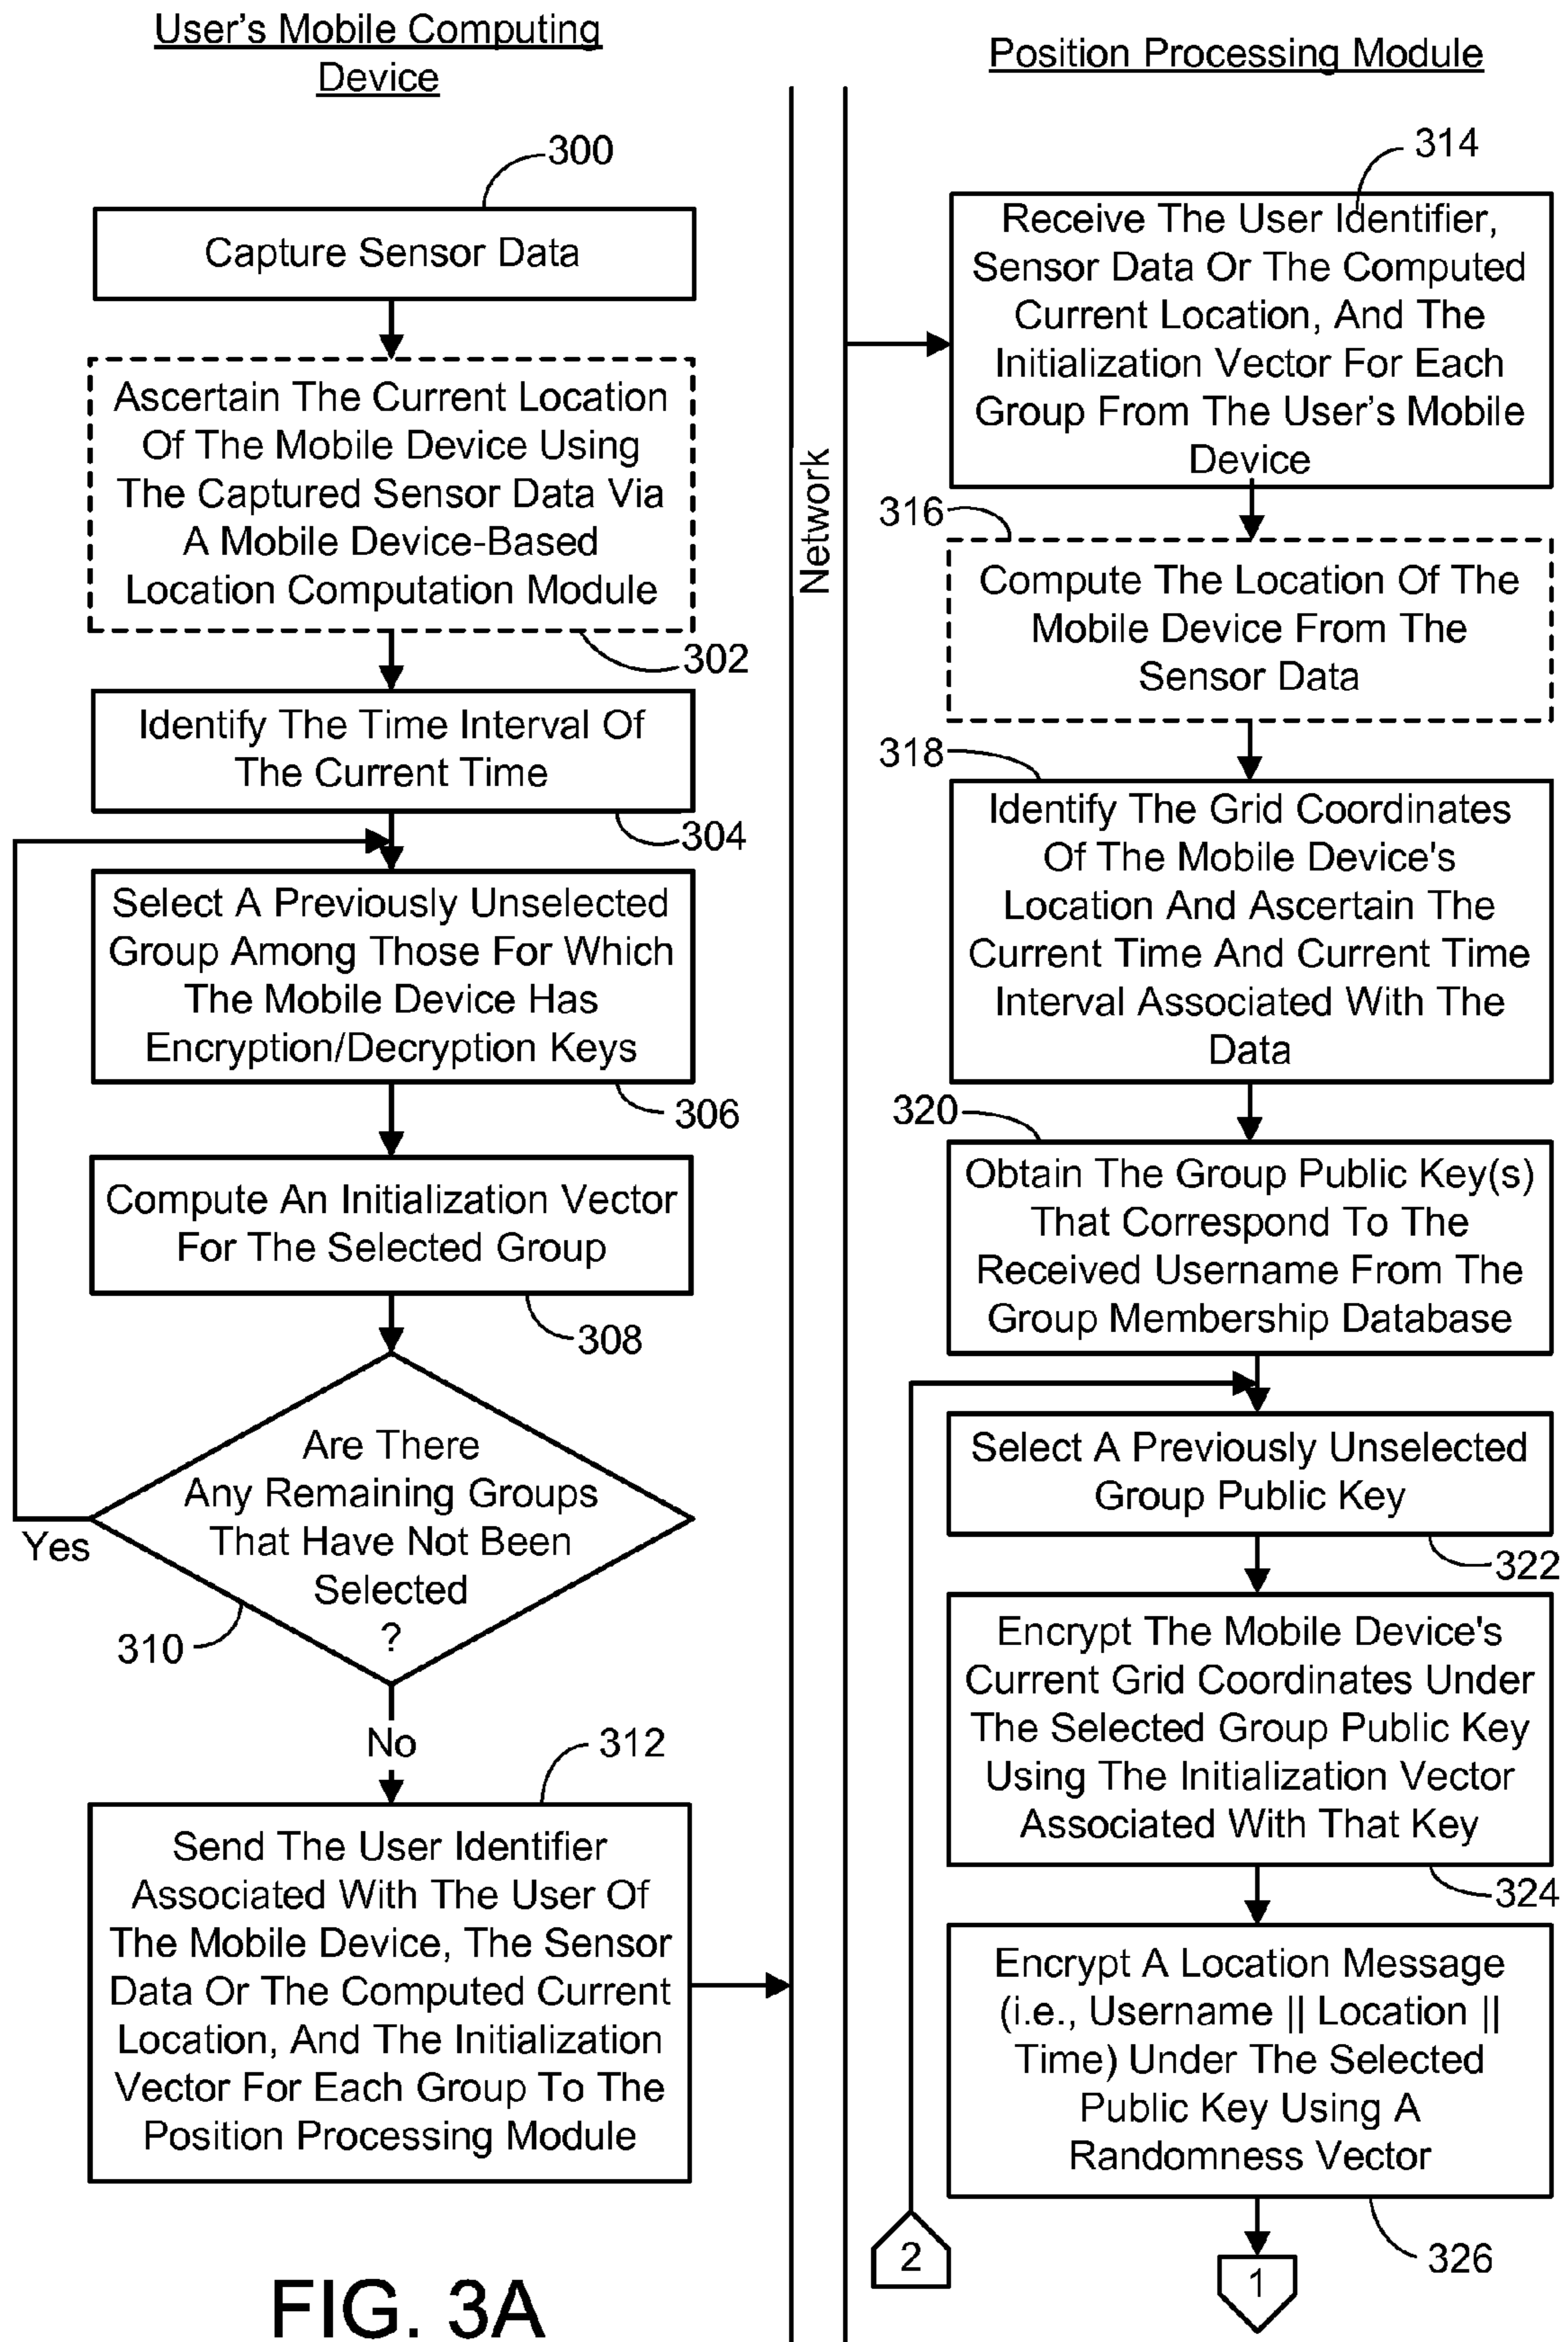 User's Mobile Computing
Device
300
Capture Sensor Data
Ascertain The Current Location
Of The Mobile Device Using
The Captured Sensor Data Via
A Mobile Device-Based
Location Computation Module
302
Identify The Time Interval Of
The Current Time
304
Select A Previously Unselected
Group Among Those For Which
The Mobile Device Has
Encryption/Decryption Keys
306
Compute An Initialization Vector
For The Selected Group
308
Are There
Any Remaining Groups
That Have Not Been
Selected
?
Yes
310
No
312
Send The User Identifier
Associated With The User Of
The Mobile Device, The Sensor
Data Or The Computed Current
Location, And The Initialization
Vector For Each Group To The
Position Processing Module
FIG. 3A
Network
Position Processing Module
314
Receive The User Identifier,
Sensor Data Or The Computed
Current Location, And The
Initialization Vector For Each
Group From The User's Mobile
Device
316
Compute The Location Of The
Mobile Device From The
Sensor Data
318
Identify The Grid Coordinates
Of The Mobile Device's
Location And Ascertain The
Current Time And Current Time
Interval Associated With The
Data
320
Obtain The Group Public Key(s)
That Correspond To The
Received Username From The
Group Membership Database
Select A Previously Unselected
Group Public Key
322
Encrypt The Mobile Device's
Current Grid Coordinates Under
The Selected Group Public Key
Using The Initialization Vector
Associated With That Key
324
Encrypt A Location Message
(i.e., Username || Location ||
Time) Under The Selected
Public Key Using A
Randomness Vector
326
2
1